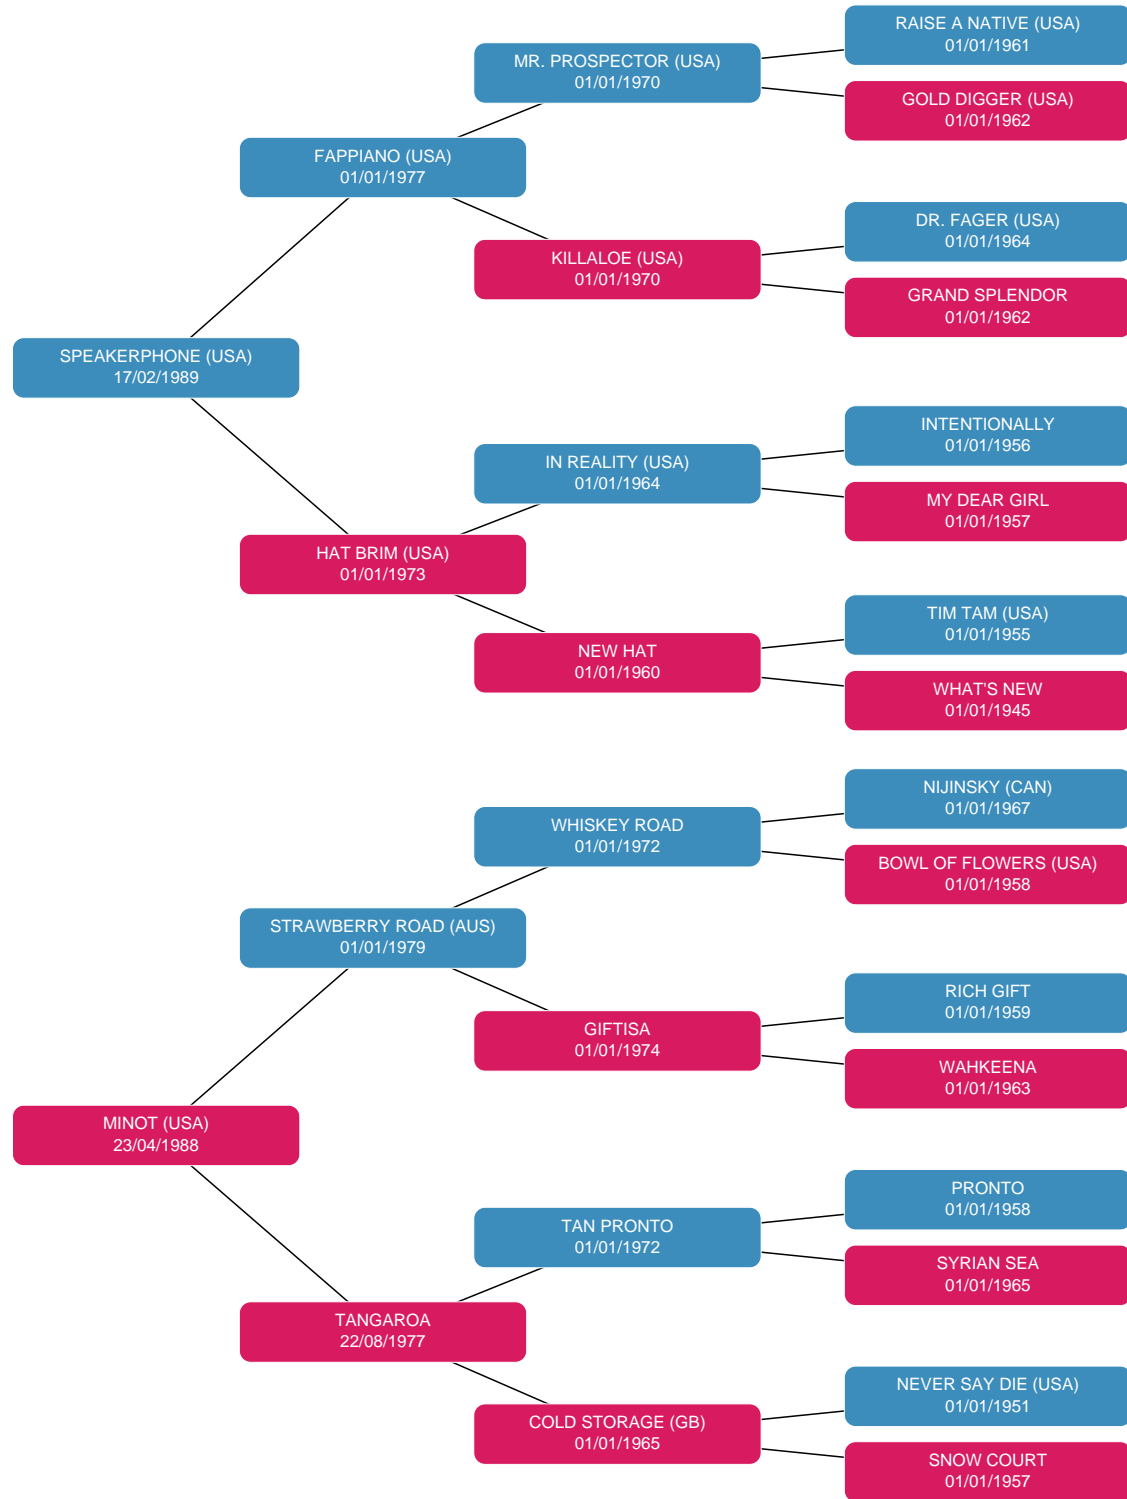 RAISE A NATIVE (USA)
01/01/1961
MR. PROSPECTOR (USA)
01/01/1970
GOLD DIGGER (USA)
01/01/1962
FAPPIANO (USA)
01/01/1977
DR. FAGER (USA)
01/01/1964
KILLALOE (USA)
01/01/1970
GRAND SPLENDOR
01/01/1962
SPEAKERPHONE (USA)
17/02/1989
INTENTIONALLY
01/01/1956
IN REALITY (USA)
01/01/1964
MY DEAR GIRL
01/01/1957
HAT BRIM (USA)
01/01/1973
TIM TAM (USA)
01/01/1955
NEW HAT
01/01/1960
WHAT'S NEW
01/01/1945
NIJINSKY (CAN)
01/01/1967
WHISKEY ROAD
01/01/1972
BOWL OF FLOWERS (USA)
01/01/1958
STRAWBERRY ROAD (AUS)
01/01/1979
RICH GIFT
01/01/1959
GIFTISA
01/01/1974
WAHKEENA
01/01/1963
MINOT (USA)
23/04/1988
PRONTO
01/01/1958
TAN PRONTO
01/01/1972
SYRIAN SEA
01/01/1965
TANGAROA
22/08/1977
NEVER SAY DIE (USA)
01/01/1951
COLD STORAGE (GB)
01/01/1965
SNOW COURT
01/01/1957